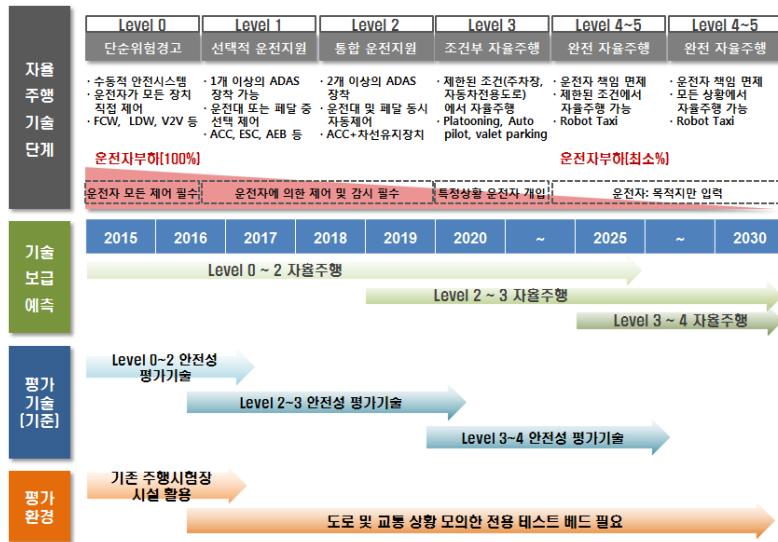 Level 0
Level 1
Level 2
Level 3
Level 4~5
Level 4~5
단순위험경고
선택적 운전지원
통합 운전지원
조건부 자율주행
완전 자율주행
완전 자율주행
자율
주행
기술
단계
· 수동적 안전시스템
· 운전자가 모든 장치
직접 제어
· FCW, LDW, V2V 등
· 1개 이상의 ADAS
장착 가능
· 운전대 또는 페달 중
선택 제어
· ACC, ESC, AEB 등
· 2개 이상의 ADAS
장착
· 운전대 및 페달 동시
자동제어
· ACC+차선유지장치
· 제한된 조건(주차장,
자동차전용도로)
에서 자율주행
· Platooning, Auto
pilot, valet parking
· 운전자 책임 면제
· 제한된 조건에서
자율주행 가능
· Robot Taxi
· 운전자 책임 면제
· 모든 상황에서
자율주행 가능
· Robot Taxi
운전자부하(100%)
운전자부하(최소%)
운전자 모든 제어 필수
운전자에 의한 제어 및 감시 필수
특정상황 운전자 개입
운전자: 목적지만 입력
기술
보급
예측
2015
2016
2017
2018
2019
2020
~
2025
~
2030
Level 0 ~ 2 자율주행
Level 2 ~ 3 자율주행
Level 3 ~ 4 자율주행
평가
기술
(기준)
Level 0~2 안전성
평가기술
Level 2~3 안전성 평가기술
Level 3~4 안전성 평가기술
평가
환경
기존 주행시험장
시설 활용
도로 및 교통 상황 모의한 전용 테스트 베드 필요